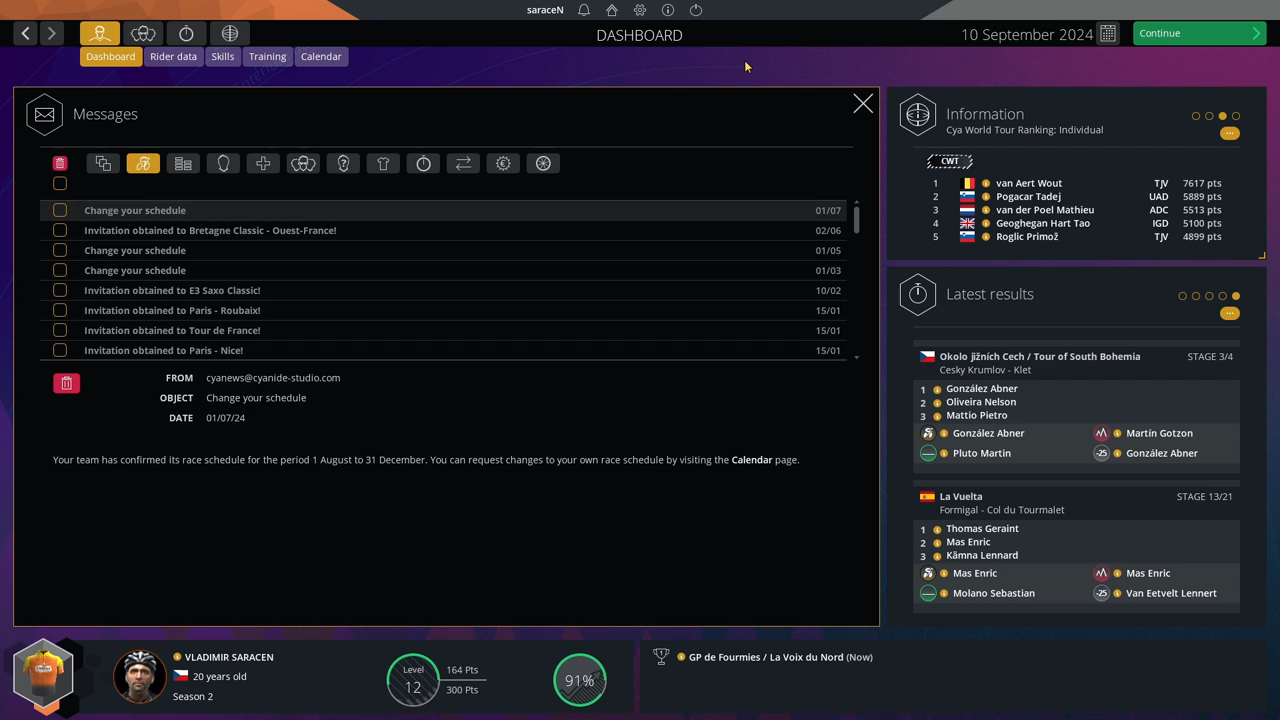 saraceN
DASHBOARD
10 September 2024
Continue
Dashboard
Rider data
Skills
Training
Calendar
Messages
Change your schedule 01/07
Invitation obtained to Bretagne Classic - Ouest-France! 02/06
Change your schedule 01/05
Change your schedule 01/03
Invitation obtained to E3 Saxo Classic! 10/02
Invitation obtained to Paris - Roubaix! 15/01
Invitation obtained to Tour de France! 15/01
Invitation obtained to Paris - Nice! 15/01
FROM cyanews@cyanide-studio.com
OBJECT Change your schedule
DATE 01/07/24
Your team has confirmed its race schedule for the period 1 August to 31 December. You can request changes to your own race schedule by visiting the Calendar page.
Information
Cya World Tour Ranking: Individual
CWT
1 van Aert Wout TJV 7617 pts
2 Pogacar Tadej UAD 5889 pts
3 van der Poel Mathieu ADC 5513 pts
4 Geoghegan Hart Tao IGD 5100 pts
5 Roglic Primož TJV 4899 pts
Latest results
Okolo jižních Cech / Tour of South Bohemia STAGE 3/4
Cesky Krumlov - Klet
1 González Abner
2 Oliveira Nelson
3 Mattio Pietro
González Abner Martín Gotzon
Pluto Martin -25 González Abner
La Vuelta STAGE 13/21
Formigal - Col du Tourmalet
1 Thomas Geraint
2 Mas Enric
3 Kämna Lennard
Mas Enric Mas Enric
Molano Sebastian -25 Van Eetvelt Lennert
VLADIMIR SARACEN
20 years old
Season 2
Level
12
164 Pts
300 Pts
91%
GP de Fourmies / La Voix du Nord (Now)